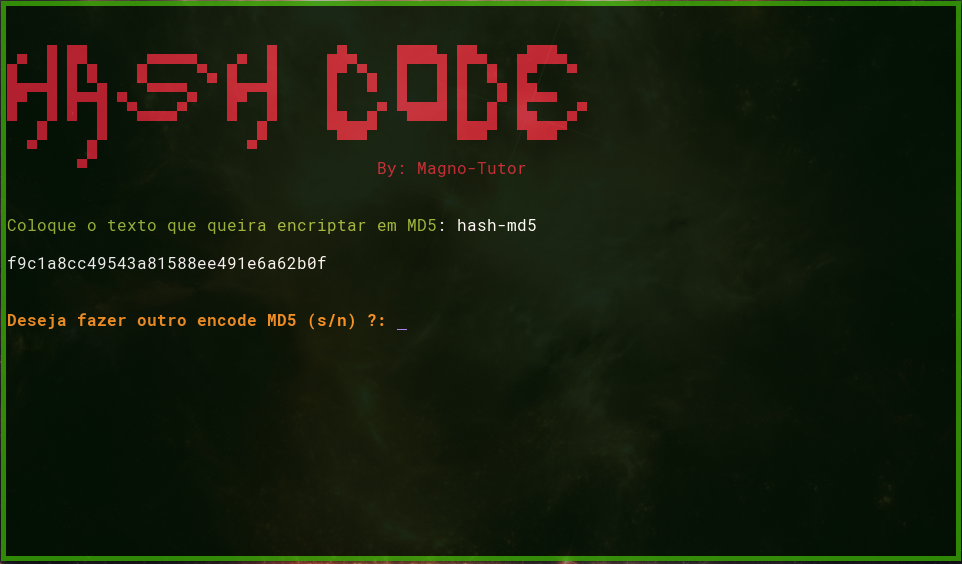 HASH CODE
By: Magno-Tutor
Coloque o texto que queira encriptar em MD5: hash-md5
f9c1a8cc49543a81588ee491e6a62b0f
Deseja fazer outro encode MD5 (s/n) ?: _